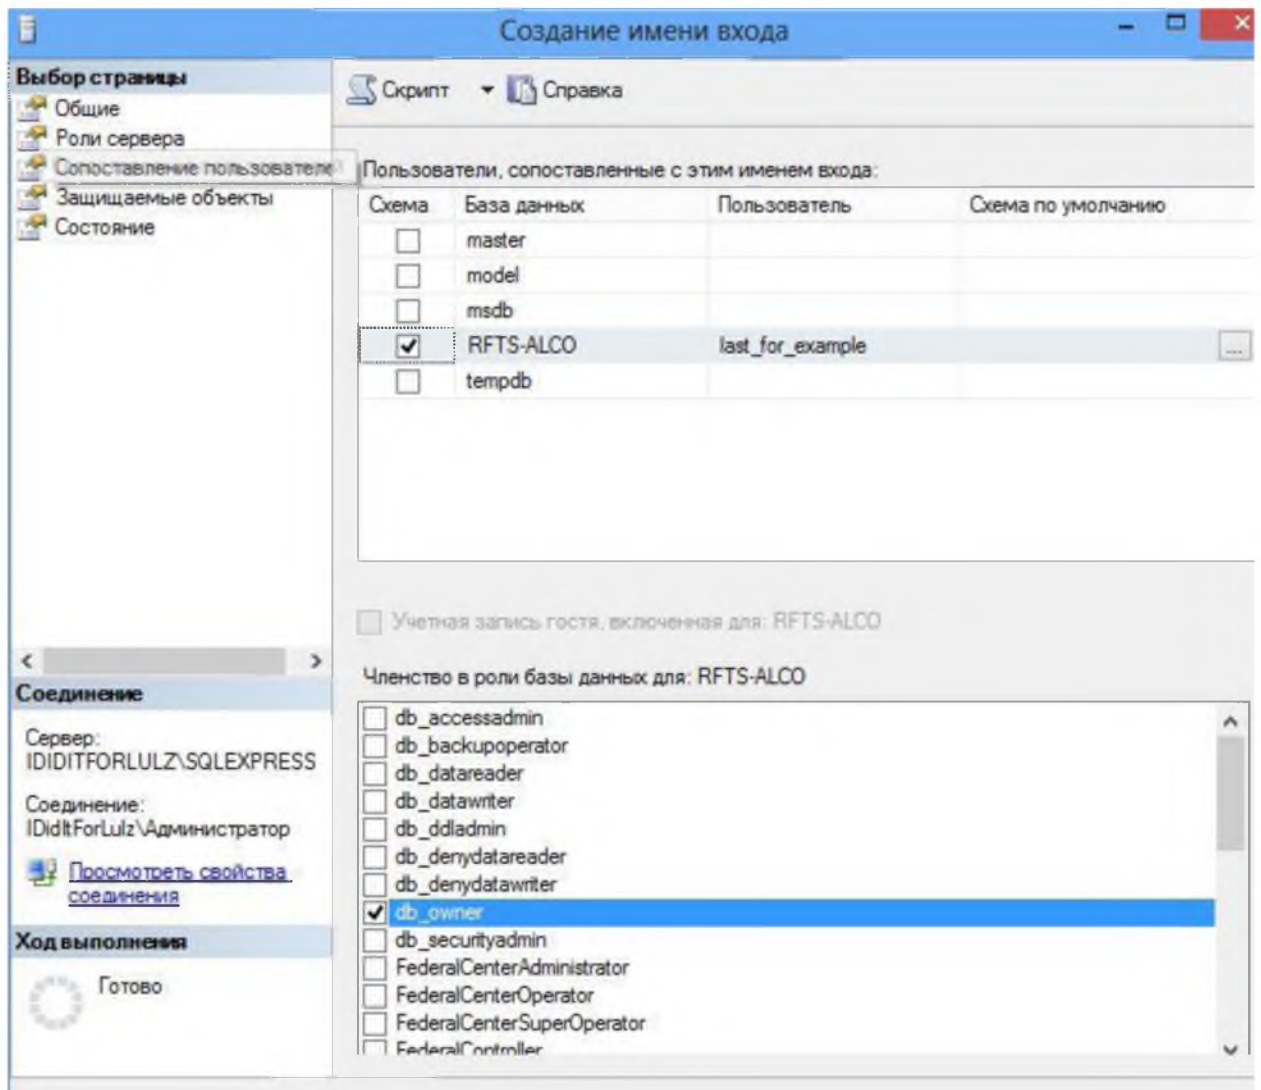 Создание имени входа
Выбор страницы
Общие
Роли сервера
Сопоставление пользователе
Защищаемые объекты
Состояние
Скрипт
Справка
Пользователи, сопоставленные с этим именем входа:
Схема База данных Пользователь Схема по умолчанию
master
model
msdb
RFTS-ALCO last_for_example ...
tempdb
Учетная запись гостя, включенная для: RFTS-ALCO
Членство в роли базы данных для: RFTS-ALCO
db_accessadmin
db_backupoperator
db_datareader
db_datawriter
db_ddladmin
db_denydatareader
db_denydatawriter
db_owner
db_securityadmin
FederalCenterAdministrator
FederalCenterOperator
FederalCenterSuperOperator
FederalController
Соединение
Сервер:
IDIDITFORLULZ\SQLEXPRESS
Соединение:
IDidItForLulz\Администратор
Просмотреть свойства
соединения
Ход выполнения
Готово